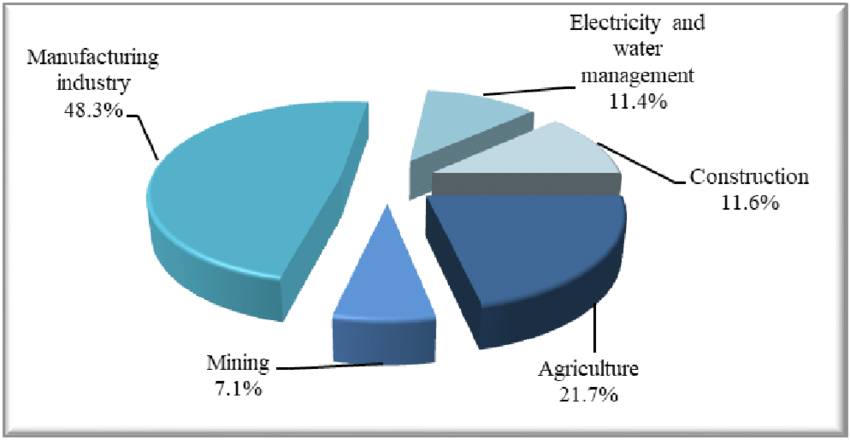 Electricity and
water
management
11.4%
Manufacturing
industry
48.3%
Construction
11.6%
Mining
7.1%
Agriculture
21.7%